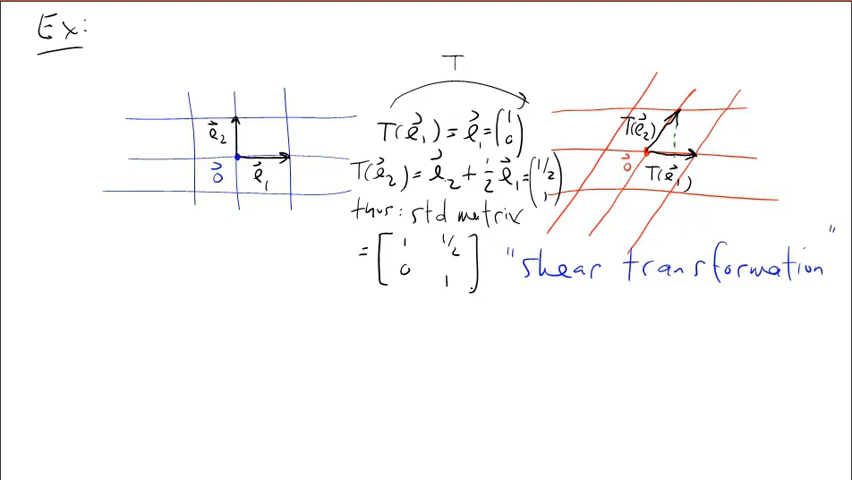 Ex:
T
T(e⃗₁) = e⃗₁ = (1 0)
T(e⃗₂) = e⃗₂ + 1/2 e⃗₁ = (1/2 1)
thus: std matrix
= [1 1/2
0 1]
"shear transformation"
e⃗₂
0⃗
e⃗₁
T(e⃗₂)
0⃗
T(e⃗₁)